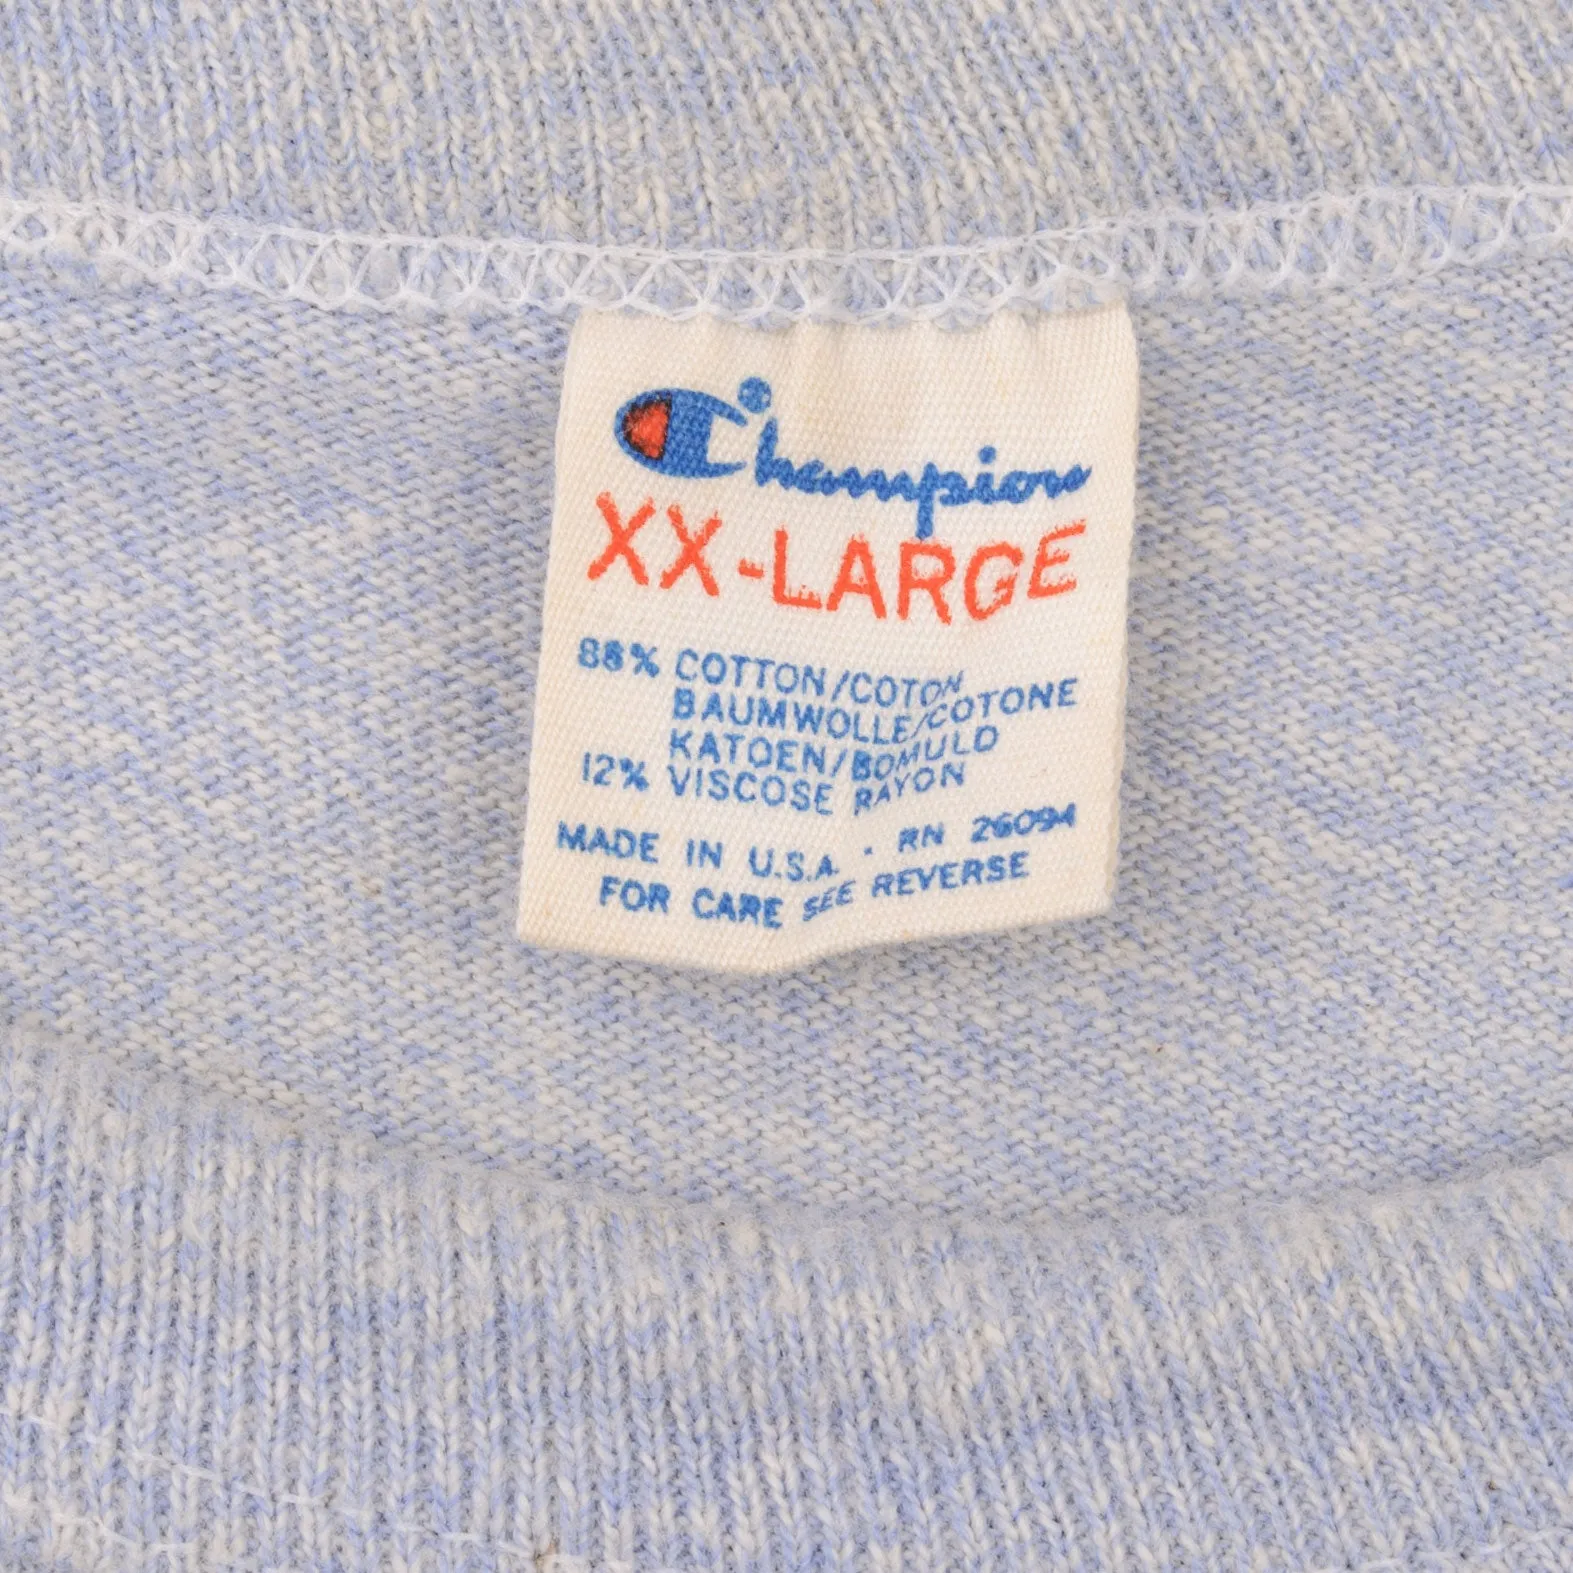 Champion
XX-LARGE
88% COTTON/COTON
BAUMWOLLE/COTONE
KATOEN/BOMULD
12% VISCOSE RAYON
MADE IN U.S.A. · RN 26094
FOR CARE SEE REVERSE